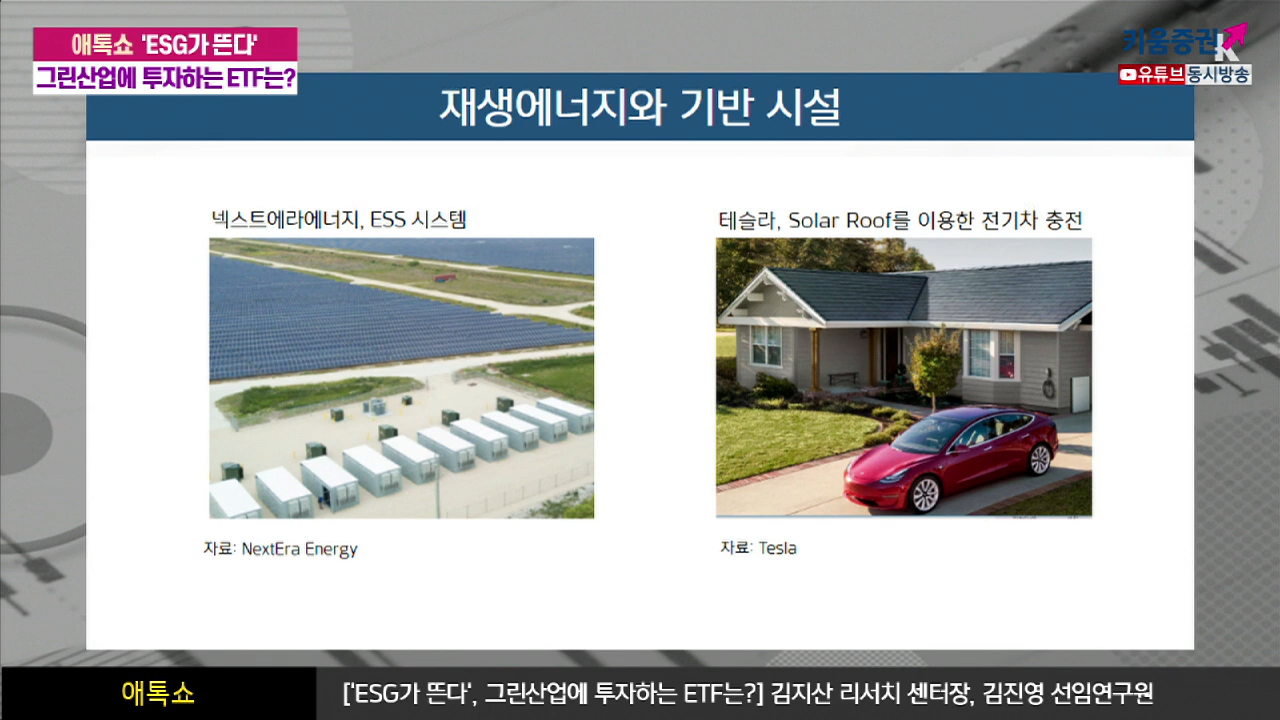 애톡쇼 'ESG가 뜬다'
그린산업에 투자하는 ETF는?
키움증권
유튜브 동시방송
재생에너지와 기반 시설
넥스트에라에너지, ESS 시스템
테슬라, Solar Roof를 이용한 전기차 충전
자료: NextEra Energy
자료: Tesla
애톡쇼
['ESG가 뜬다', 그린산업에 투자하는 ETF는?] 김지산 리서치 센터장, 김진영 선임연구원